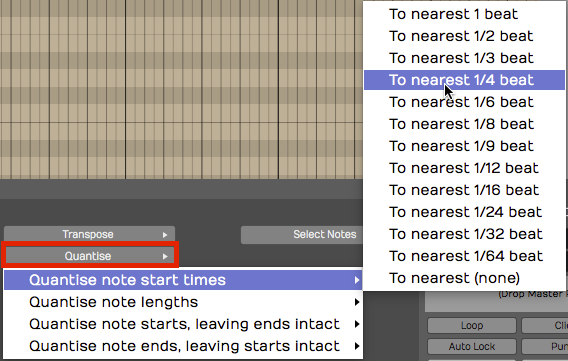 To nearest 1 beat
To nearest 1/2 beat
To nearest 1/3 beat
To nearest 1/4 beat
To nearest 1/6 beat
To nearest 1/8 beat
To nearest 1/9 beat
To nearest 1/12 beat
To nearest 1/16 beat
To nearest 1/24 beat
To nearest 1/32 beat
To nearest 1/64 beat
To nearest (none)
Transpose
Select Notes
Quantise
Quantise note start times
Quantise note lengths
Quantise note starts, leaving ends intact
Quantise note ends, leaving starts intact
(Drop Master
Loop
Auto Lock